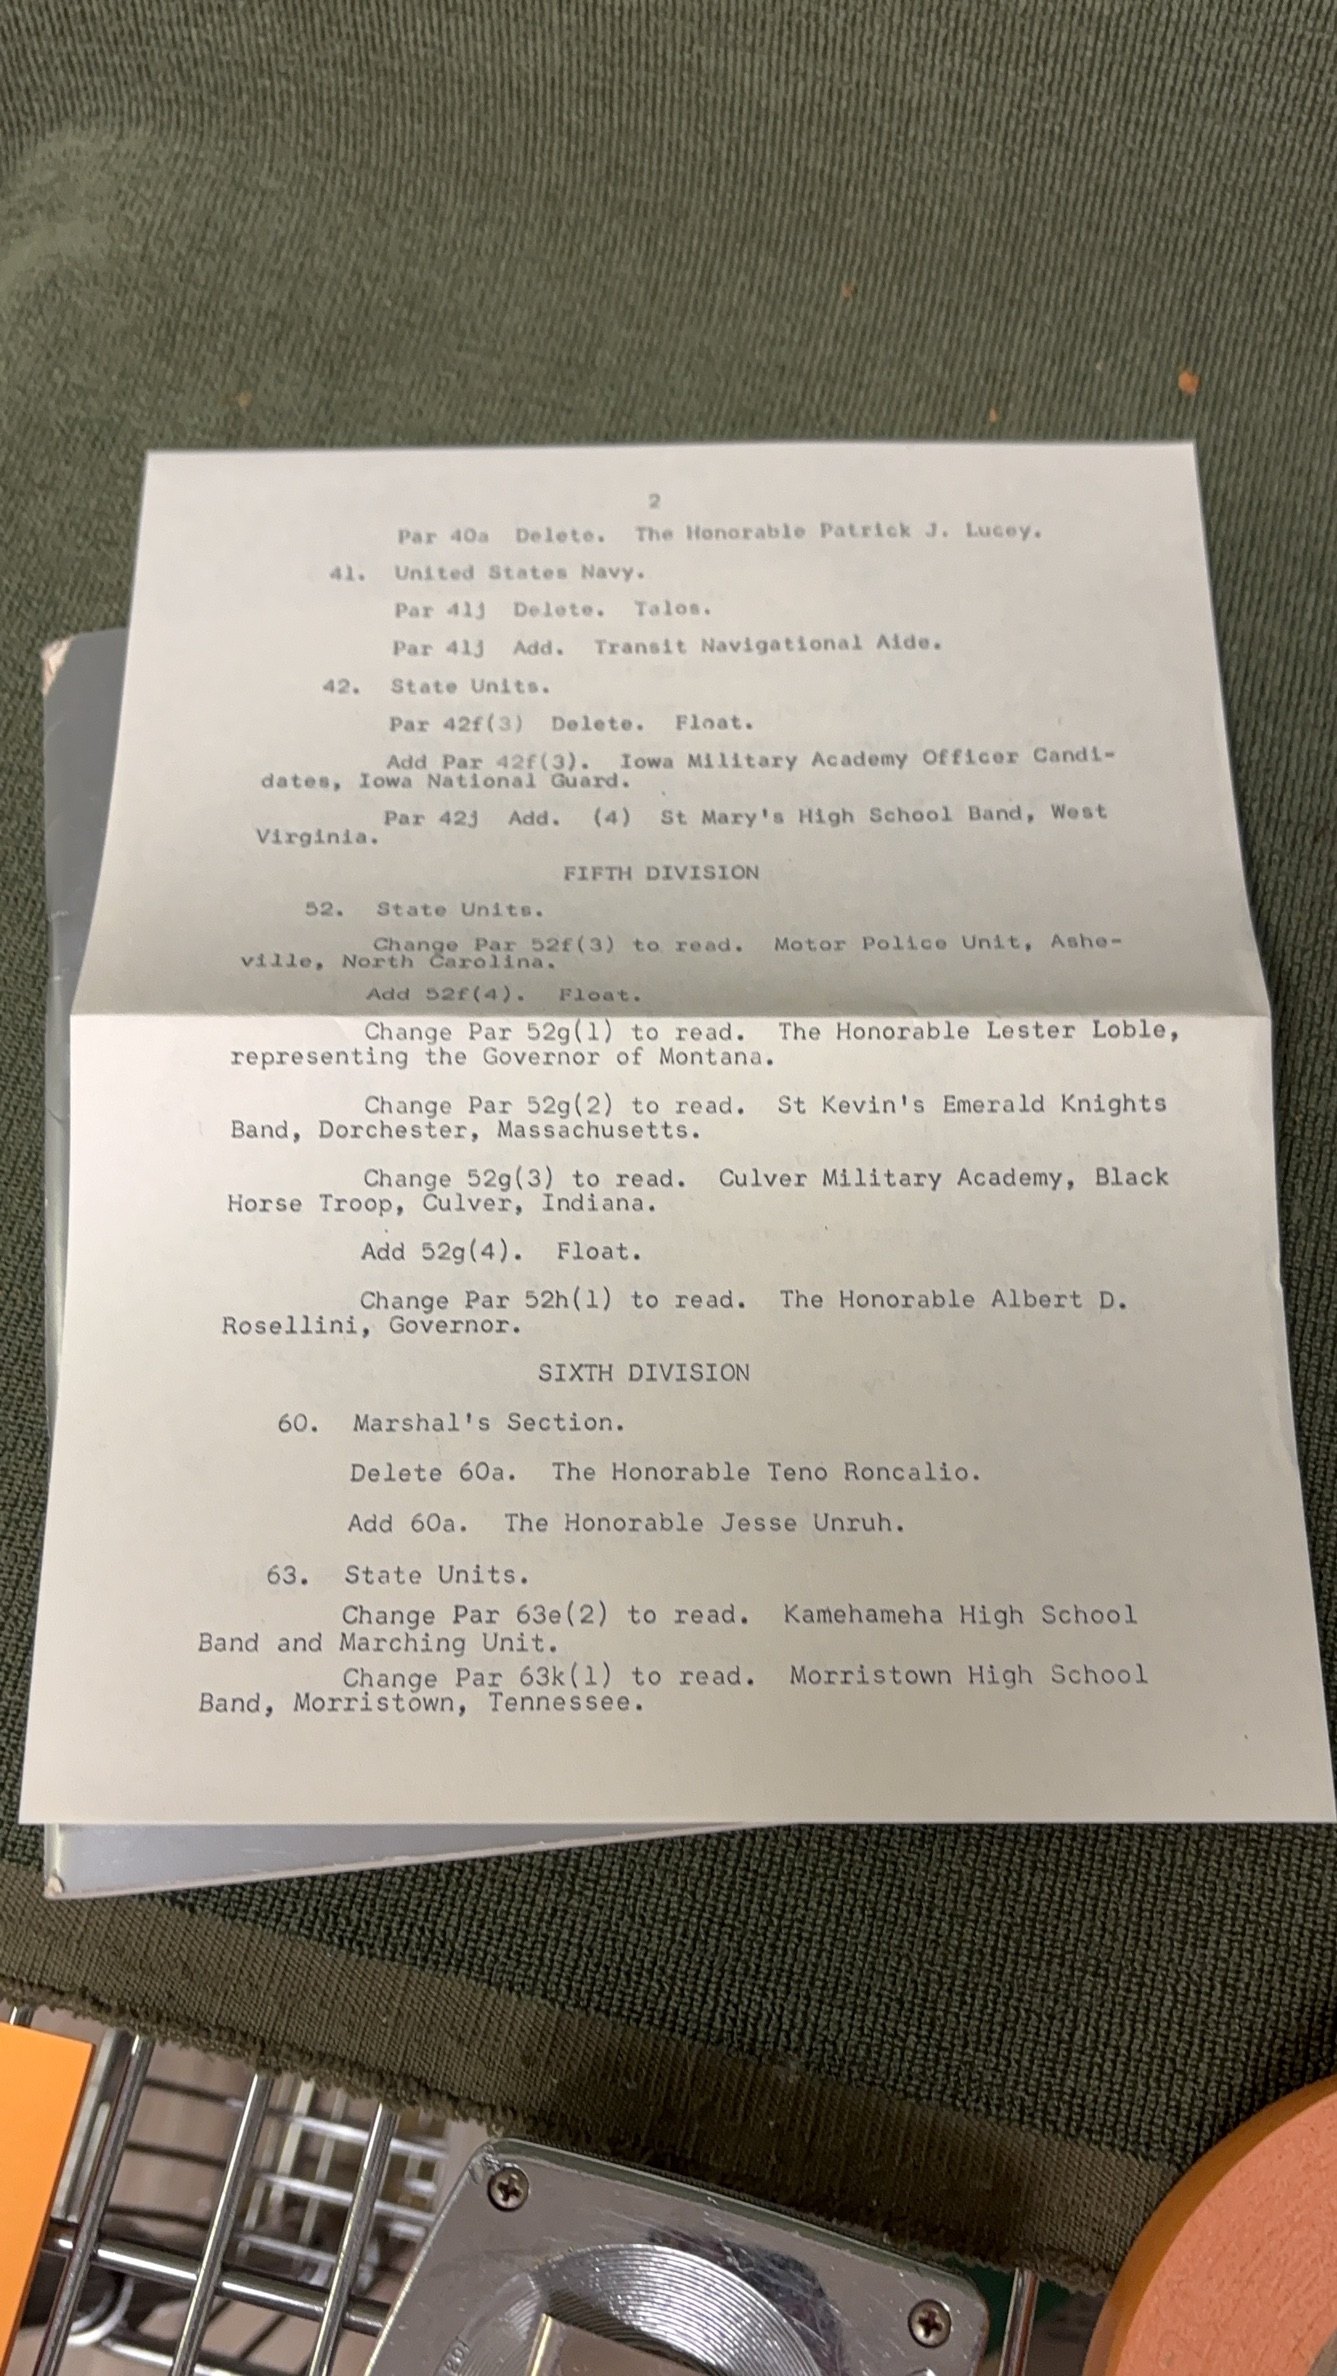 2
Par 40a Delete. The Honorable Patrick J. Lucey.
41. United States Navy.
Par 41j Delete. Talos.
Par 41j Add. Transit Navigational Aide.
42. State Units.
Par 42f(3) Delete. Float.
Add Par 42f(3). Iowa Military Academy Officer Candi-
dates, Iowa National Guard.
Par 42j Add. (4) St Mary's High School Band, West
Virginia.
FIFTH DIVISION
52. State Units.
Change Par 52f(3) to read. Motor Police Unit, Ashe-
ville, North Carolina.
Add 52f(4). Float.
Change Par 52g(1) to read. The Honorable Lester Loble,
representing the Governor of Montana.
Change Par 52g(2) to read. St Kevin's Emerald Knights
Band, Dorchester, Massachusetts.
Change 52g(3) to read. Culver Military Academy, Black
Horse Troop, Culver, Indiana.
Add 52g(4). Float.
Change Par 52h(1) to read. The Honorable Albert D.
Rosellini, Governor.
SIXTH DIVISION
60. Marshal's Section.
Delete 60a. The Honorable Teno Roncalio.
Add 60a. The Honorable Jesse Unruh.
63. State Units.
Change Par 63e(2) to read. Kamehameha High School
Band and Marching Unit.
Change Par 63k(1) to read. Morristown High School
Band, Morristown, Tennessee.